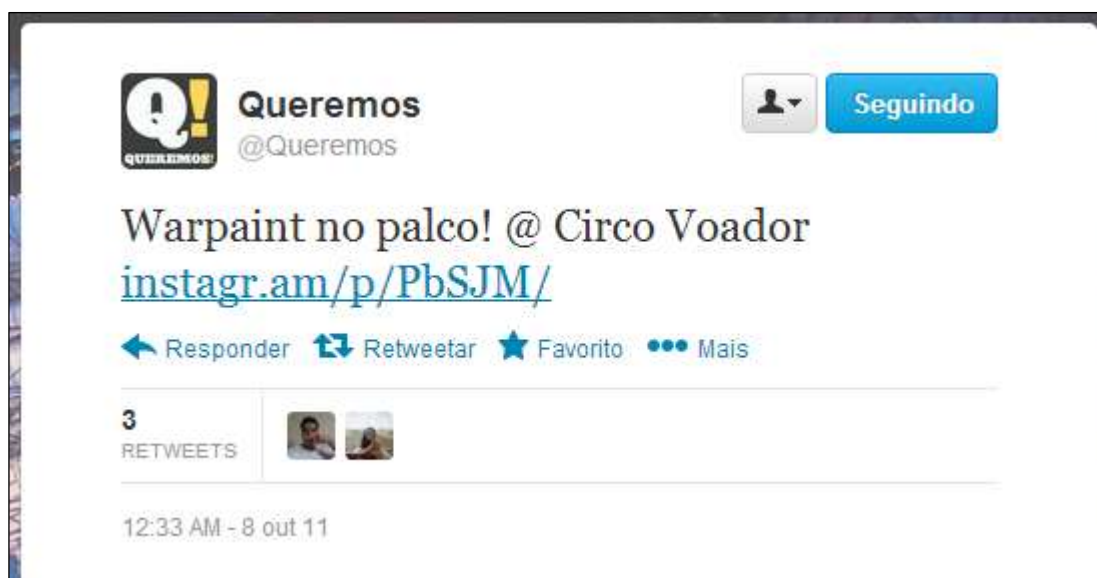 Q!
QUEREMOS!
Queremos
@Queremos
Seguindo
Warpaint no palco! @ Circo Voador
instagr.am/p/PbSJM/
Responder Retweetar Favorito Mais
3
RETWEETS
12:33 AM - 8 out 11